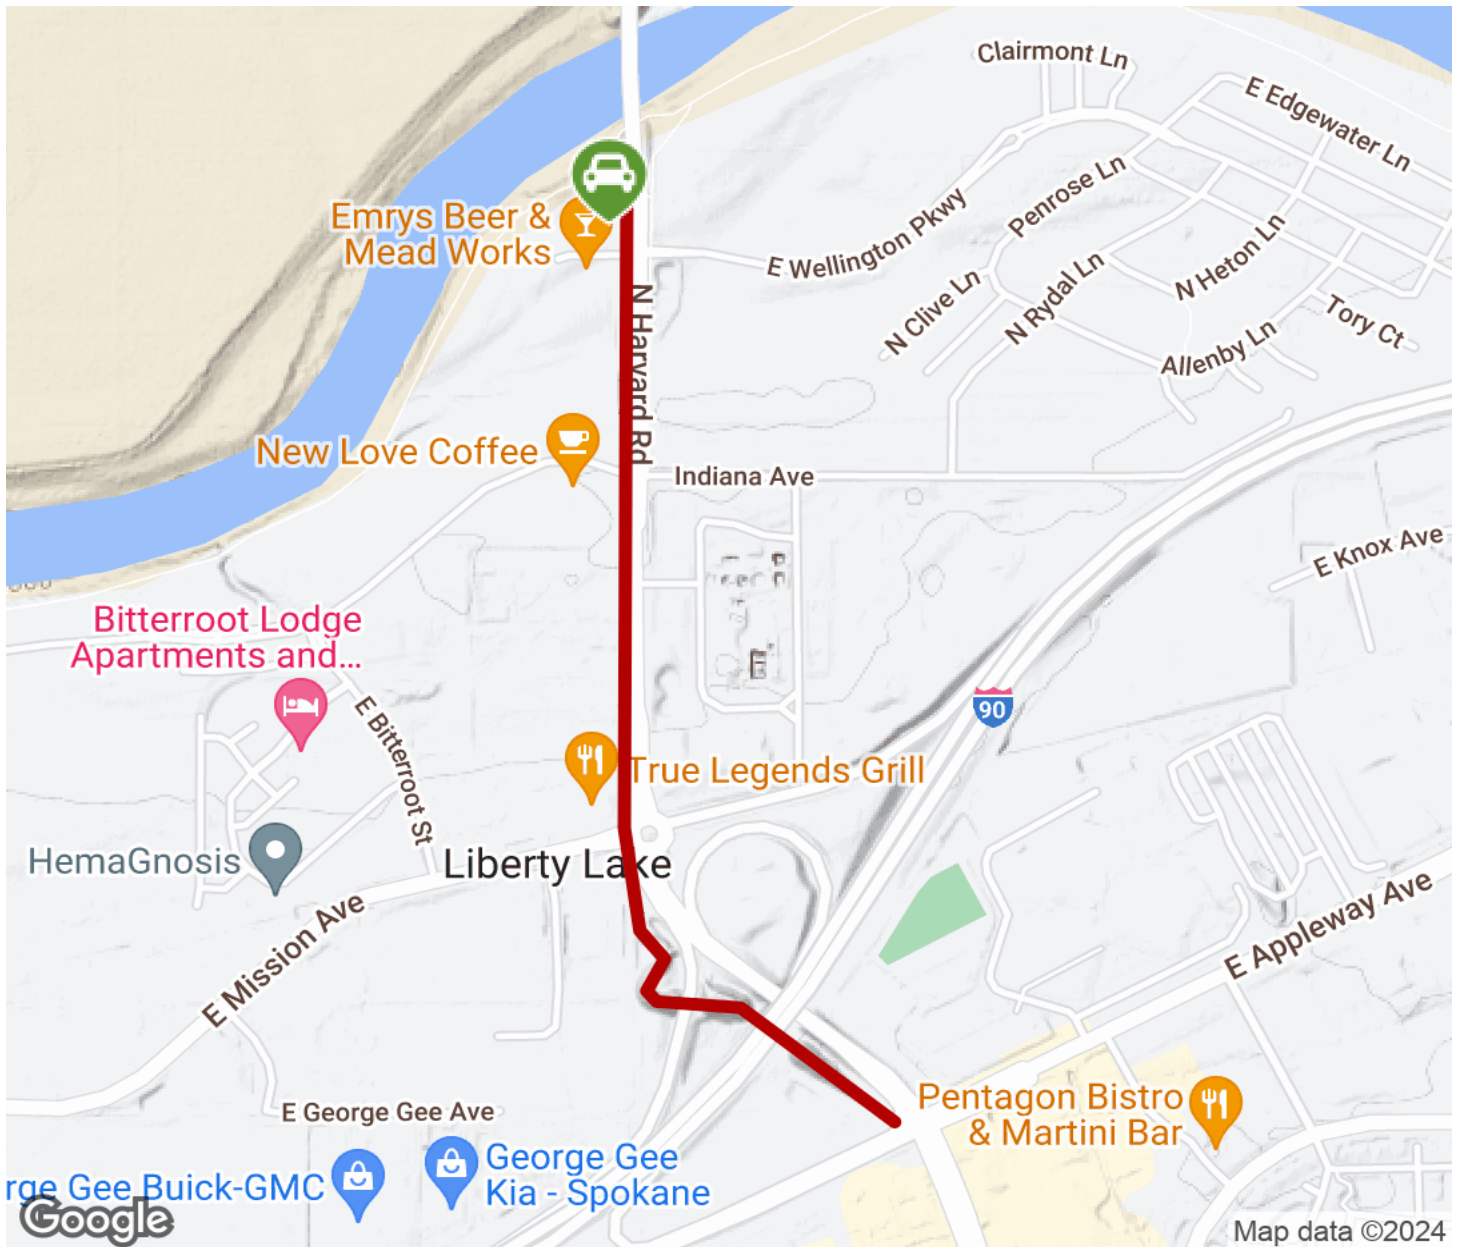 Clairmont Ln
E Edgewater Ln
Penrose Ln
Emrys Beer &
Mead Works
E Wellington Pkwy
N Heton Ln
N Clive Ln
N Rydal Ln
Tory Ct
Allenby Ln
N Harvard Rd
New Love Coffee
Indiana Ave
E Knox Ave
Bitterroot Lodge
Apartments and...
90
E Bitterroot St
True Legends Grill
HemaGnosis
Liberty Lake
E Mission Ave
E Appleway Ave
E George Gee Ave
Pentagon Bistro
& Martini Bar
George Gee
Kia - Spokane
rge Gee Buick-GMC
Google
Map data ©2024